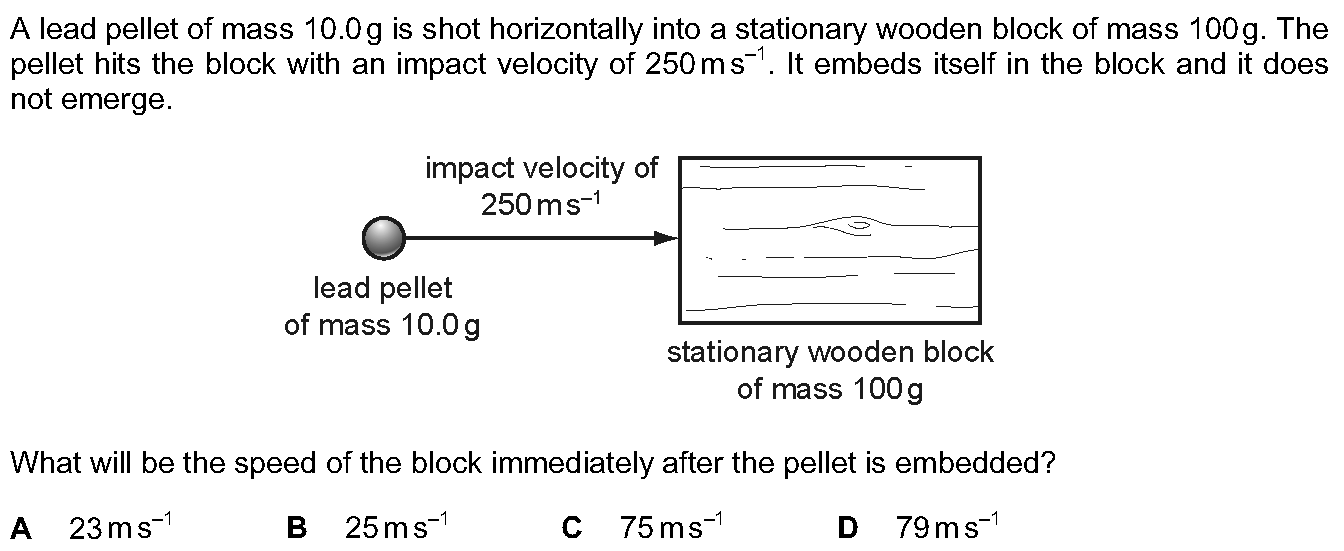 A lead pellet of mass 10.0 g is shot horizontally into a stationary wooden block of mass 100 g. The
pellet hits the block with an impact velocity of 250 m s⁻¹. It embeds itself in the block and it does
not emerge.
impact velocity of
250 m s⁻¹
lead pellet
of mass 10.0 g
stationary wooden block
of mass 100 g
What will be the speed of the block immediately after the pellet is embedded?
A 23 m s⁻¹ B 25 m s⁻¹ C 75 m s⁻¹ D 79 m s⁻¹